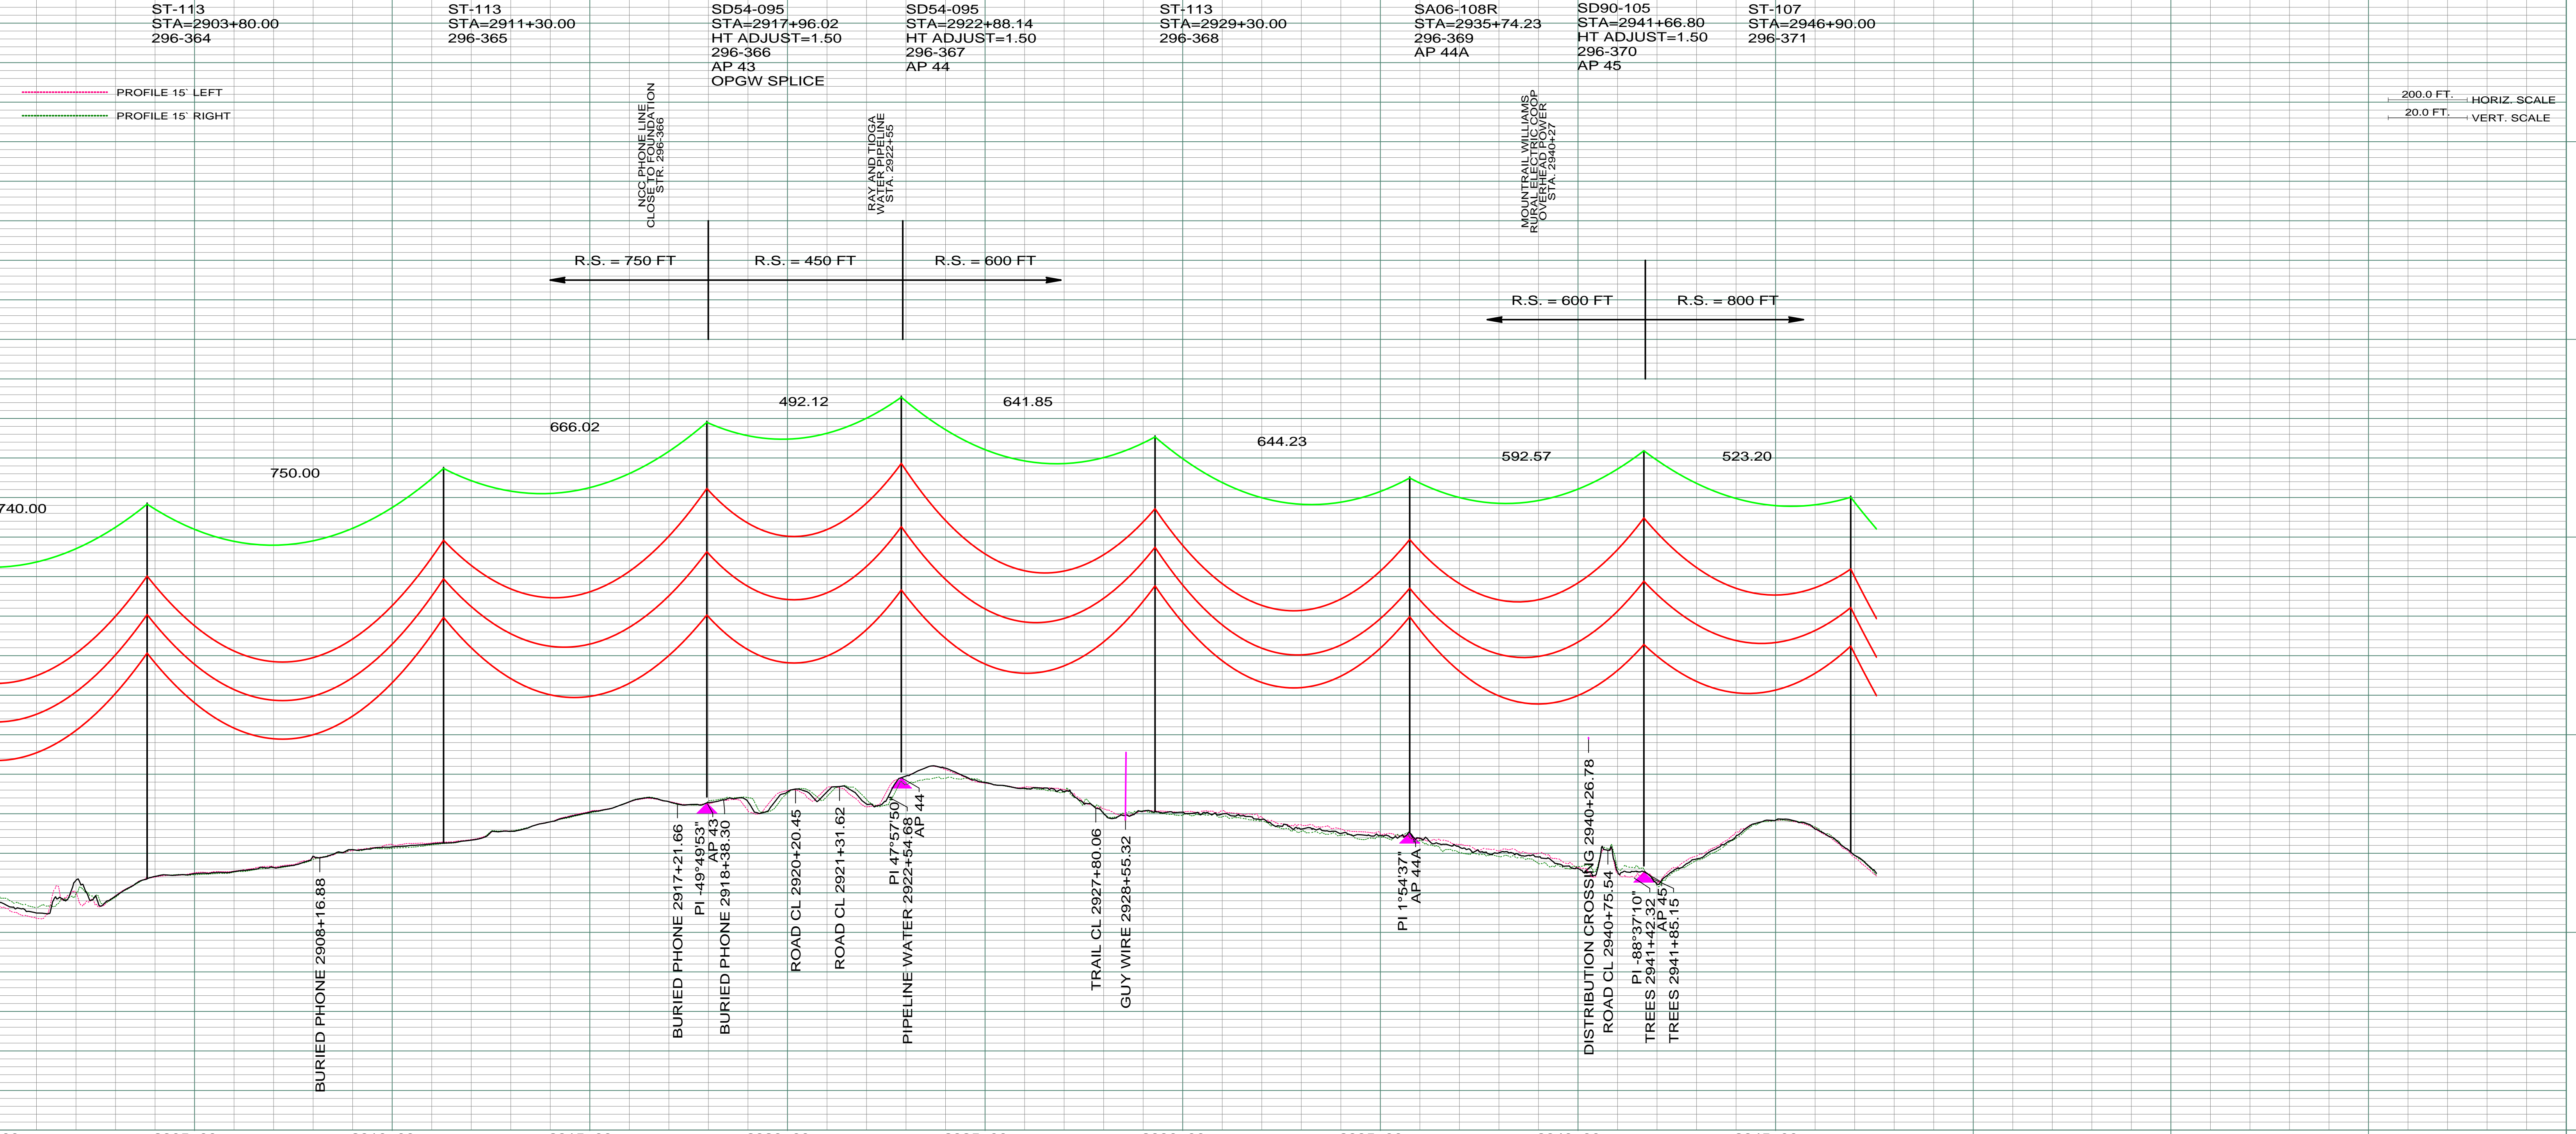 ST-113
STA=2903+80.00
296-364
ST-113
STA=2911+30.00
296-365
SD54-095
STA=2917+96.02
HT ADJUST=1.50
296-366
AP 43
OPGW SPLICE
SD54-095
STA=2922+88.14
HT ADJUST=1.50
296-367
AP 44
ST-113
STA=2929+30.00
296-368
SA06-108R
STA=2935+74.23
296-369
AP 44A
SD90-105
STA=2941+66.80
HT ADJUST=1.50
296-370
AP 45
ST-107
STA=2946+90.00
296-371
PROFILE 15` LEFT
PROFILE 15` RIGHT
200.0 FT. HORIZ. SCALE
20.0 FT. VERT. SCALE
NCC PHONE LINE
CLOSE TO FOUNDATION
STR. 296-366
RAY AND TIOGA
WATER PIPELINE
STA. 2922+55
MOUNTRAIL WILLIAMS
RURAL ELECTRIC COOP
OVERHEAD POWER
STA. 2940+27
R.S. = 750 FT
R.S. = 450 FT
R.S. = 600 FT
R.S. = 600 FT
R.S. = 800 FT
740.00
750.00
666.02
492.12
641.85
644.23
592.57
523.20
BURIED PHONE 2908+16.88
BURIED PHONE 2917+21.66
PI -49°49'53"
AP 43
BURIED PHONE 2918+38.30
ROAD CL 2920+20.45
ROAD CL 2921+31.62
PI 47°57'50"
PIPELINE WATER 2922+54.68
AP 44
TRAIL CL 2927+80.06
GUY WIRE 2928+55.32
PI 1°54'37"
AP 44A
DISTRIBUTION CROSSING 2940+26.78
ROAD CL 2940+75.54
PI -88°37'10"
TREES 2941+42.32
AP 45
TREES 2941+85.15